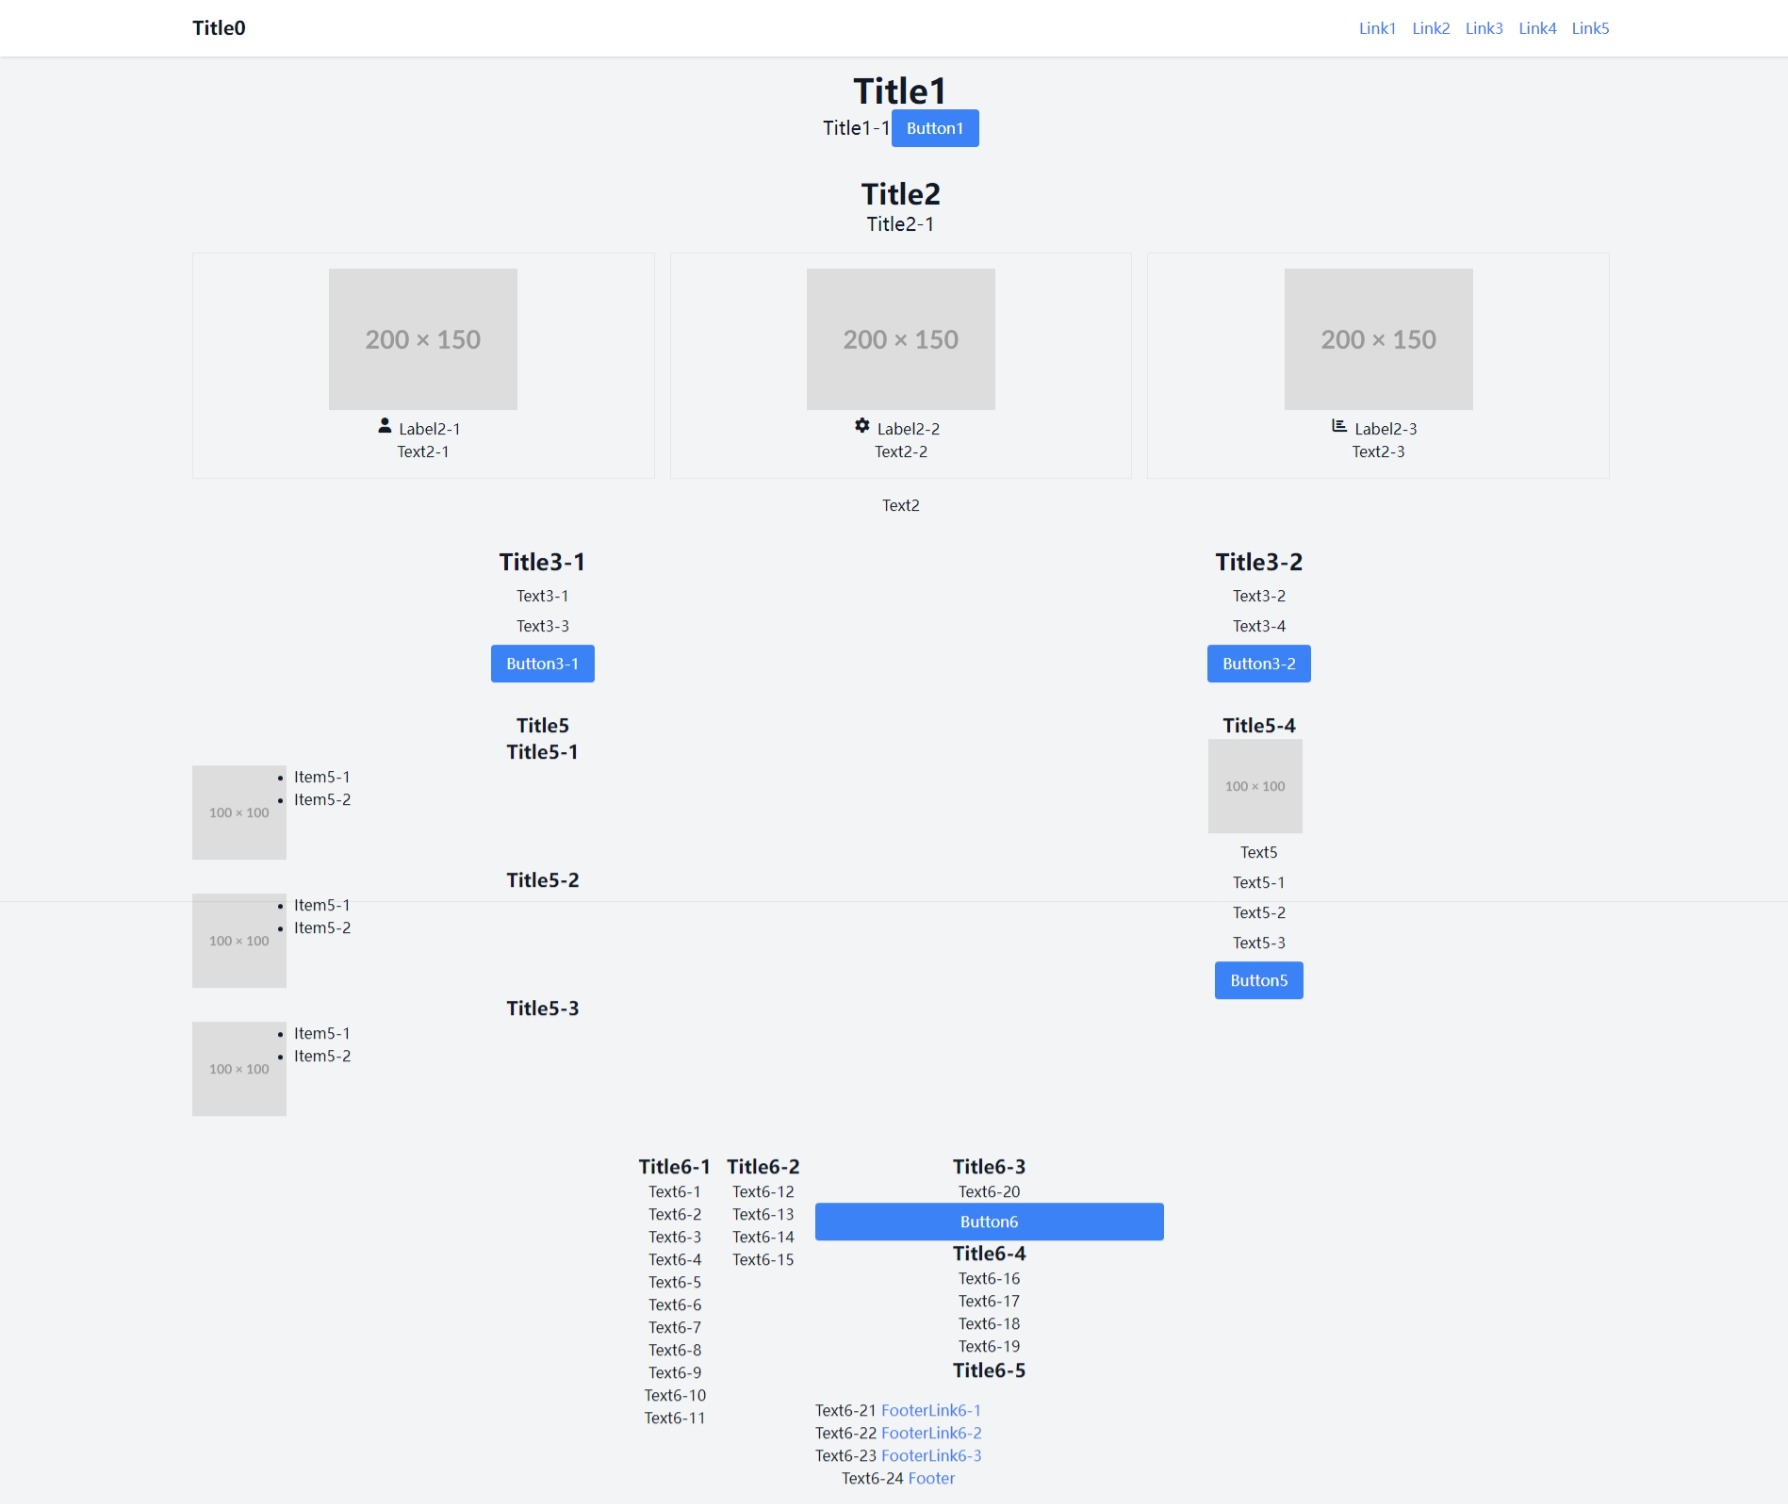 Title0
Link1 Link2 Link3 Link4 Link5
Title1
Title1-1 Button1
Title2
Title2-1
200 × 150
Label2-1
Text2-1
200 × 150
Label2-2
Text2-2
200 × 150
Label2-3
Text2-3
Text2
Title3-1
Text3-1
Text3-3
Button3-1
Title3-2
Text3-2
Text3-4
Button3-2
Title5
Title5-1
100 × 100
Item5-1
Item5-2
Title5-2
100 × 100
Item5-1
Item5-2
Title5-3
100 × 100
Item5-1
Item5-2
Title5-4
100 × 100
Text5
Text5-1
Text5-2
Text5-3
Button5
Title6-1
Text6-1
Text6-2
Text6-3
Text6-4
Text6-5
Text6-6
Text6-7
Text6-8
Text6-9
Text6-10
Text6-11
Title6-2
Text6-12
Text6-13
Text6-14
Text6-15
Title6-3
Text6-20
Button6
Title6-4
Text6-16
Text6-17
Text6-18
Text6-19
Title6-5
Text6-21 FooterLink6-1
Text6-22 FooterLink6-2
Text6-23 FooterLink6-3
Text6-24 Footer